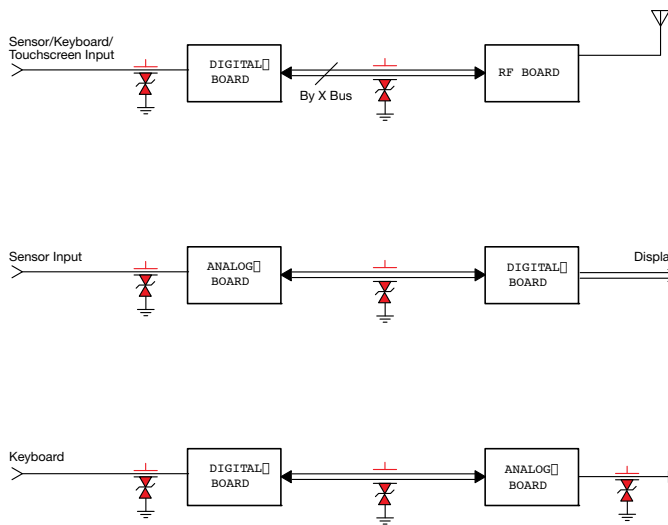 Sensor/Keyboard/
Touchscreen Input
DIGITAL
BOARD
By X Bus
RF BOARD
Sensor Input
ANALOG
BOARD
DIGITAL
BOARD
Displa
Keyboard
DIGITAL
BOARD
ANALOG
BOARD